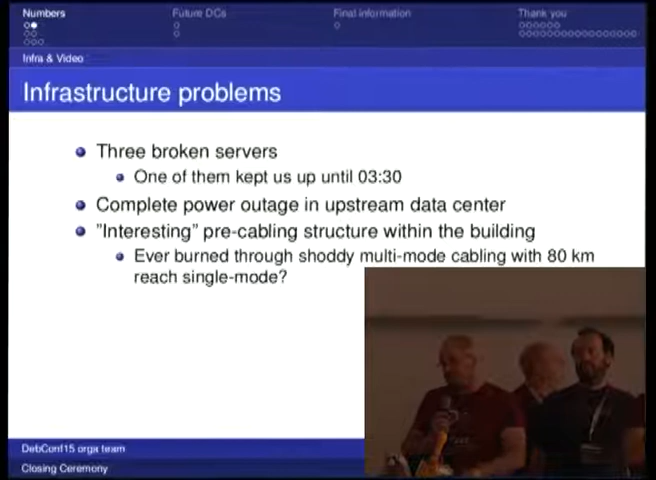 Numbers
Future DCs
Final information
Thank you
Infra & Video
Infrastructure problems
Three broken servers
One of them kept us up until 03:30
Complete power outage in upstream data center
"Interesting" pre-cabling structure within the building
Ever burned through shoddy multi-mode cabling with 80 km
reach single-mode?
DebConf15 orga team
Closing Ceremony